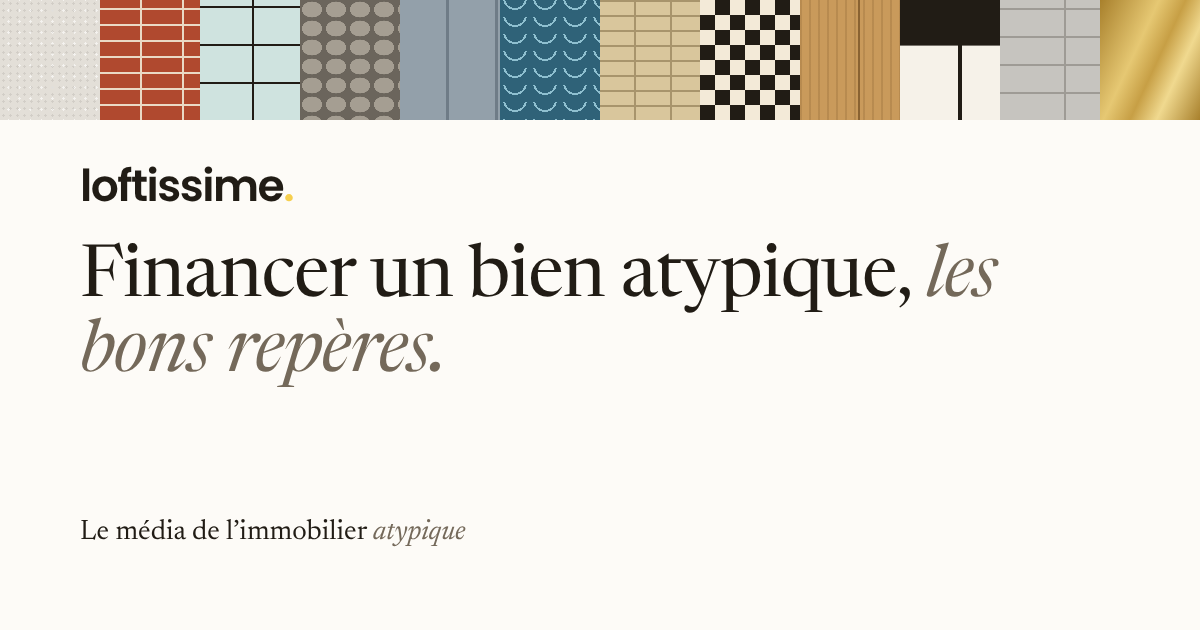 loftissime.
Financer un bien atypique, les
bons repères.
Le média de l’immobilier atypique